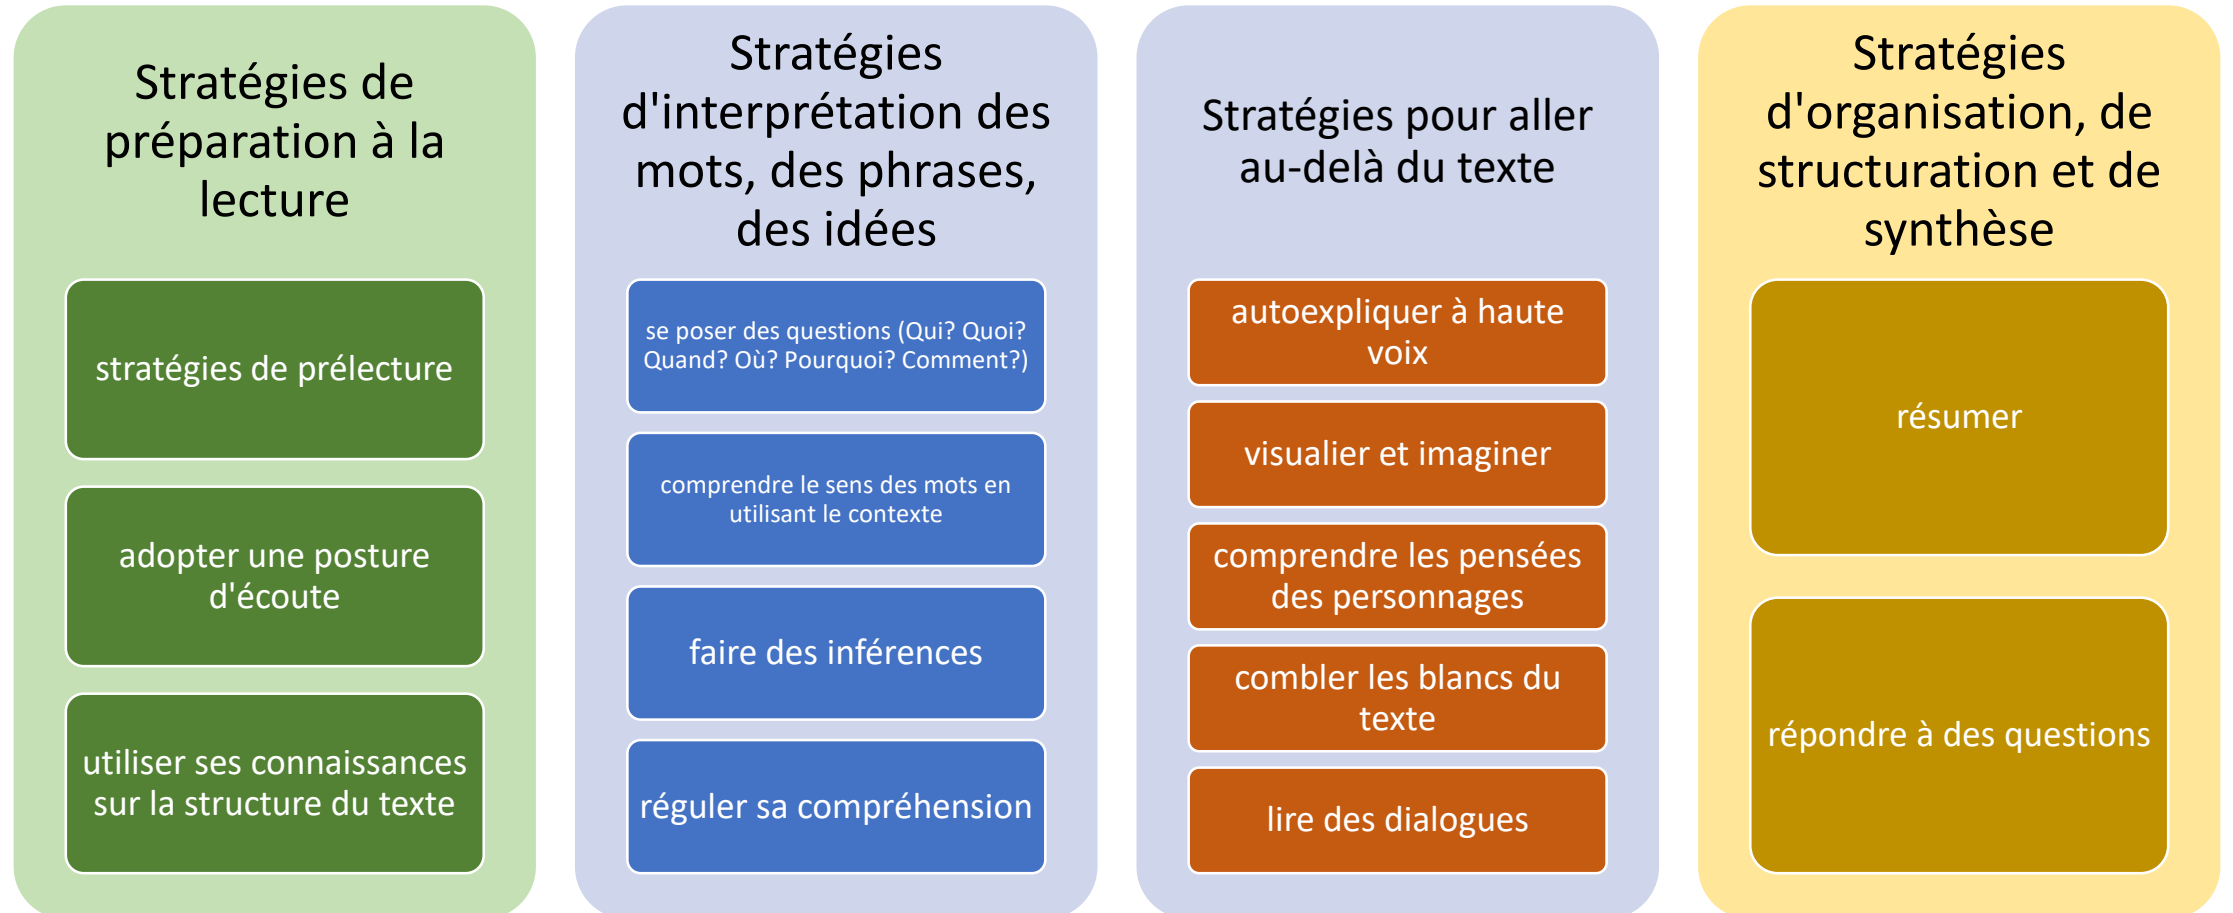 Stratégies de
préparation à la
lecture
stratégies de prélecture
adopter une posture
d'écoute
utiliser ses connaissances
sur la structure du texte
Stratégies
d'interprétation des
mots, des phrases,
des idées
se poser des questions (Qui? Quoi?
Quand? Où? Pourquoi? Comment?)
comprendre le sens des mots en
utilisant le contexte
faire des inférences
réguler sa compréhension
Stratégies pour aller
au-delà du texte
autoexpliquer à haute
voix
visualier et imaginer
comprendre les pensées
des personnages
combler les blancs du
texte
lire des dialogues
Stratégies
d'organisation, de
structuration et de
synthèse
résumer
répondre à des questions